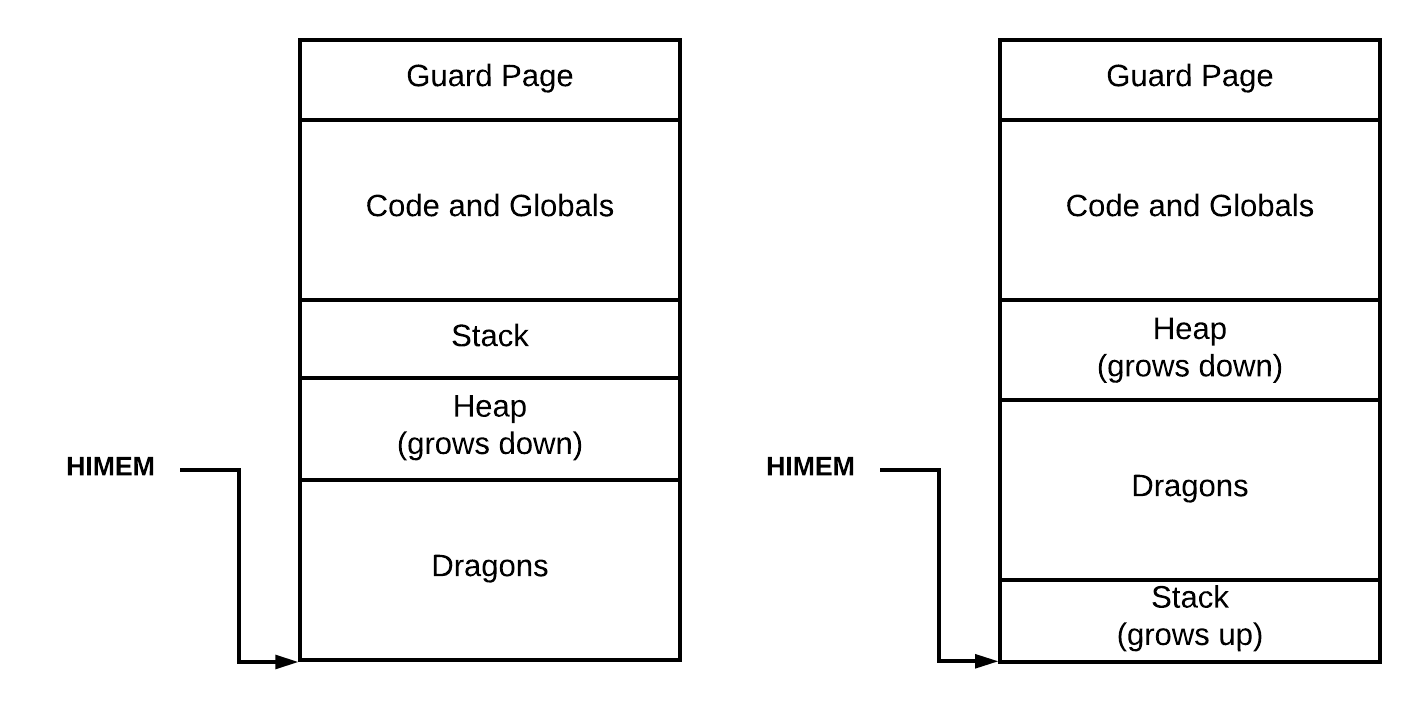 Guard Page
Code and Globals
Stack
Heap
(grows down)
HIMEM
Dragons
Guard Page
Code and Globals
Heap
(grows down)
HIMEM
Dragons
Stack
(grows up)